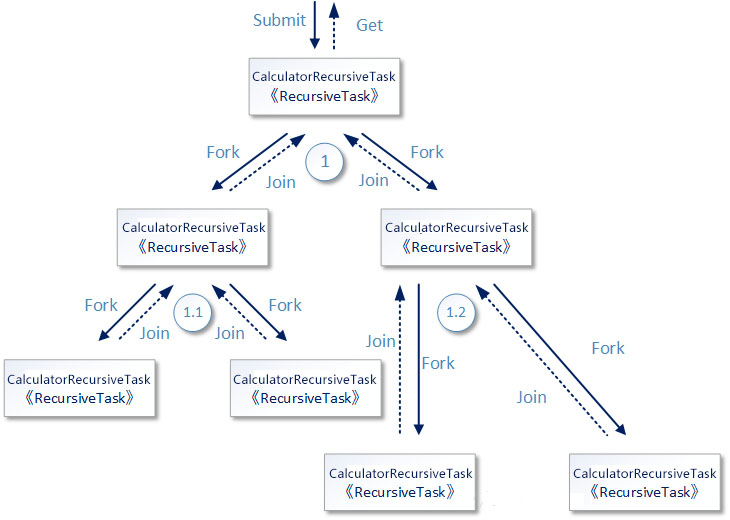 Submit
Get
CalculatorRecursiveTask
《RecursiveTask》
Fork
Join
1
Join
Fork
CalculatorRecursiveTask
《RecursiveTask》
CalculatorRecursiveTask
《RecursiveTask》
Fork
Join
1.1
Join
Fork
Join
Fork
1.2
Join
Fork
CalculatorRecursiveTask
《RecursiveTask》
CalculatorRecursiveTask
《RecursiveTask》
CalculatorRecursiveTask
《RecursiveTask》
CalculatorRecursiveTask
《RecursiveTask》